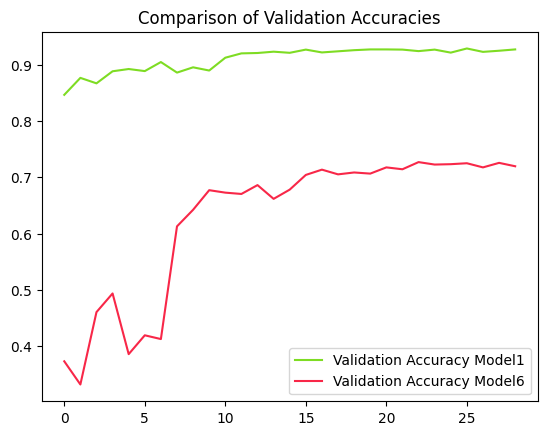 Comparison of Validation Accuracies
0.9
0.8
0.7
0.6
0.5
0.4
Validation Accuracy Model1
Validation Accuracy Model6
0 5 10 15 20 25